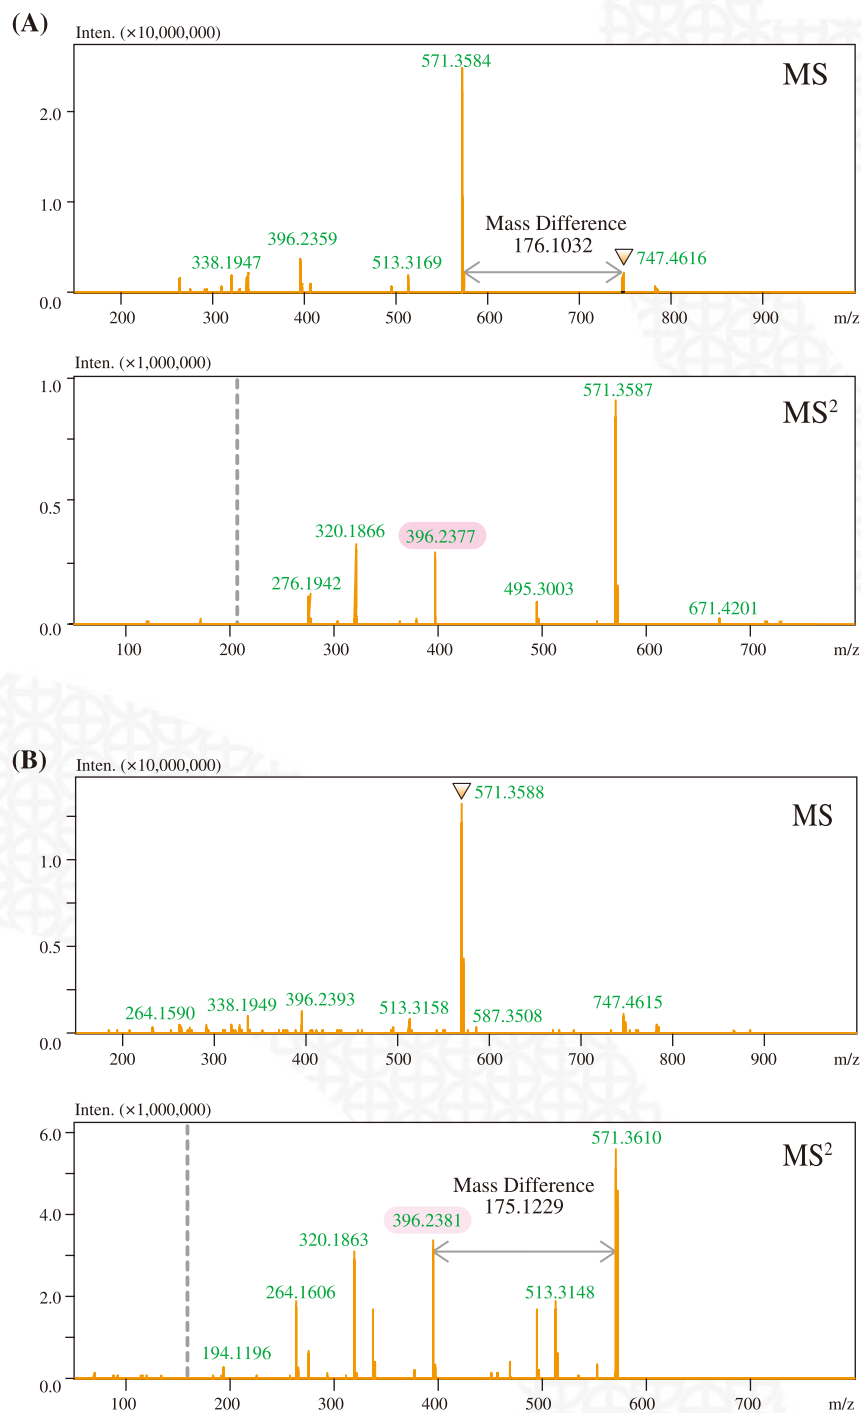 (A)
Inten. (×10,000,000)
571.3584
MS
2.0
1.0
Mass Difference
176.1032
396.2359
338.1947
513.3169
747.4616
0.0
200 300 400 500 600 700 800 900 m/z
Inten. (×1,000,000)
1.0
571.3587
MS²
0.5
320.1866
396.2377
276.1942
495.3003
671.4201
0.0
100 200 300 400 500 600 700 m/z
(B)
Inten. (×10,000,000)
571.3588
MS
1.0
0.5
264.1590
338.1949
396.2393
513.3158
587.3508
747.4615
0.0
200 300 400 500 600 700 800 900 m/z
Inten. (×1,000,000)
6.0
571.3610
MS²
Mass Difference
175.1229
4.0
396.2381
320.1863
2.0
264.1606
513.3148
194.1196
0.0
100 200 300 400 500 600 700 m/z